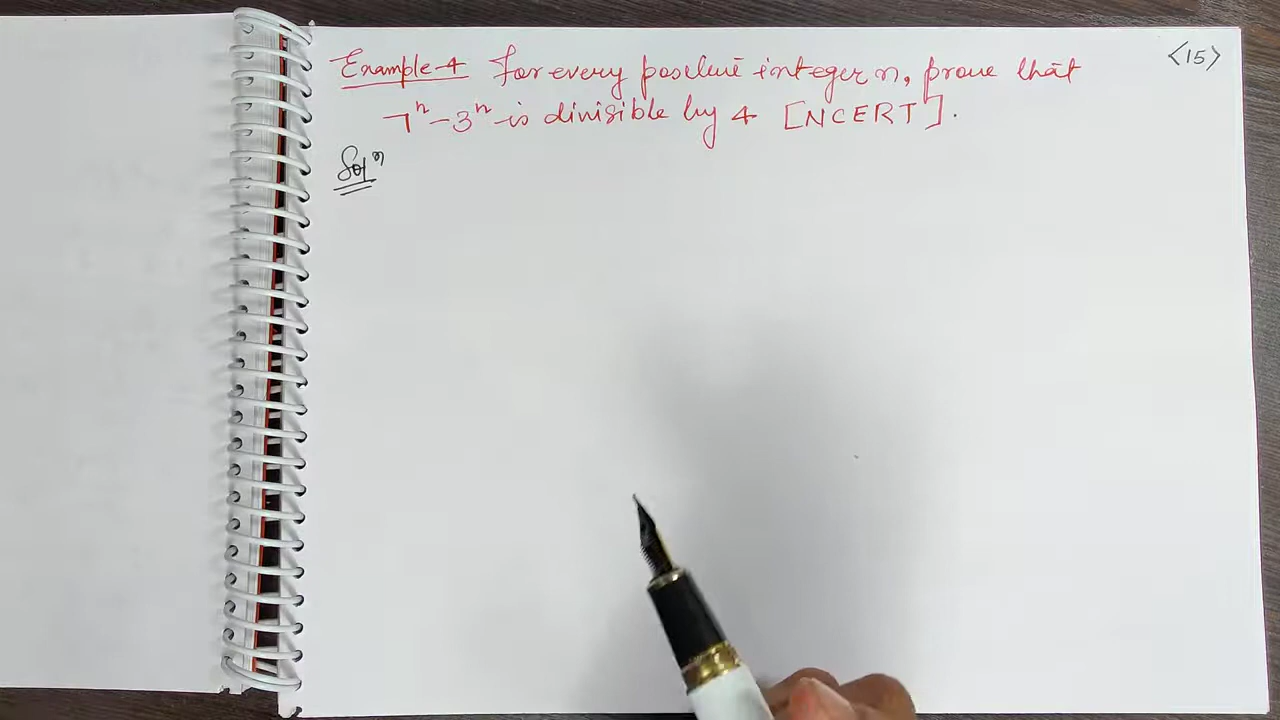 <15>
Example-4 For every positive integer n, prove that
7ⁿ-3ⁿ is divisible by 4 [NCERT].
Solⁿ